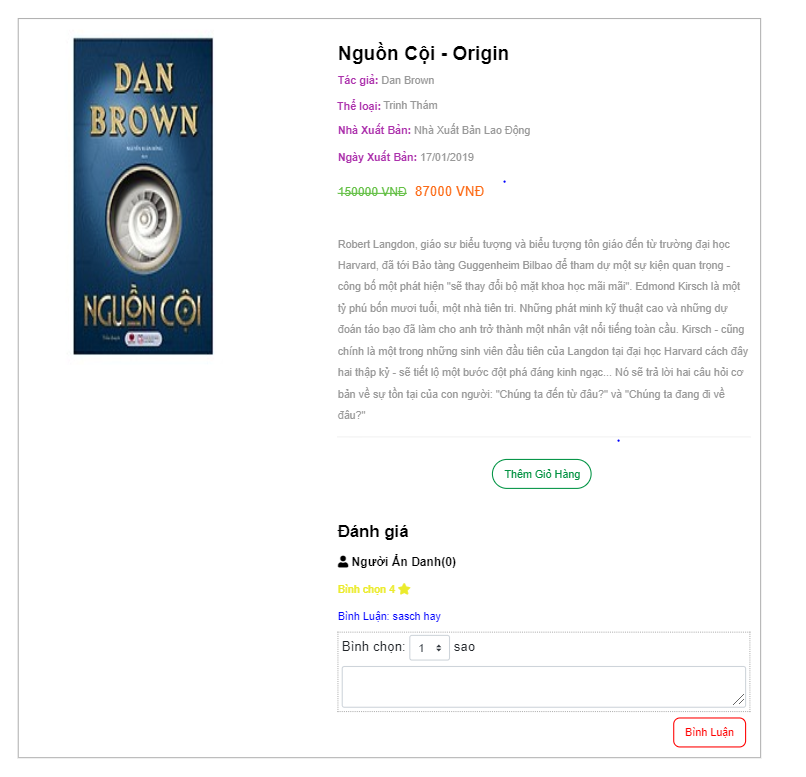 DAN
BROWN
NGUỒN CỘI
Nguồn Cội - Origin
Tác giả: Dan Brown
Thể loại: Trinh Thám
Nhà Xuất Bản: Nhà Xuất Bản Lao Động
Ngày Xuất Bản: 17/01/2019
150000 VNĐ 87000 VNĐ
Robert Langdon, giáo sư biểu tượng và biểu tượng tôn giáo đến từ trường đại học
Harvard, đã tới Bảo tàng Guggenheim Bilbao để tham dự một sự kiện quan trọng -
công bố một phát hiện "sẽ thay đổi bộ mặt khoa học mãi mãi". Edmond Kirsch là một
tỷ phú bốn mươi tuổi, một nhà tiên tri. Những phát minh kỹ thuật cao và những dự
đoán táo bạo đã làm cho anh trở thành một nhân vật nổi tiếng toàn cầu. Kirsch - cũng
chính là một trong những sinh viên đầu tiên của Langdon tại đại học Harvard cách đây
hai thập kỷ - sẽ tiết lộ một bước đột phá đáng kinh ngạc... Nó sẽ trả lời hai câu hỏi cơ
bản về sự tồn tại của con người: "Chúng ta đến từ đâu?" và "Chúng ta đang đi về
đâu?"
Thêm Giỏ Hàng
Đánh giá
Người Ẩn Danh(0)
Bình chọn 4
Bình Luận: sasch hay
Bình chọn: 1 sao
Bình Luận